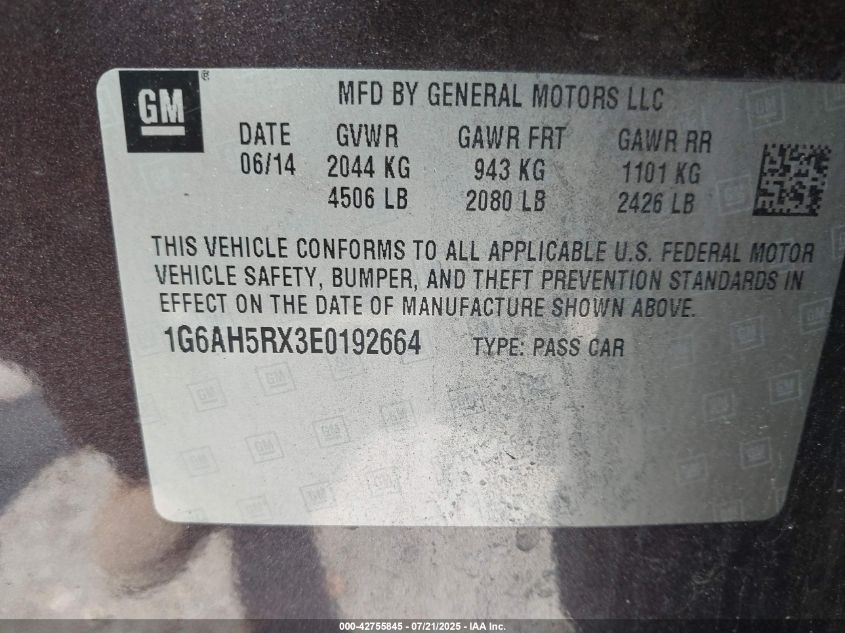 GM
®
MFD BY GENERAL MOTORS LLC
DATE GVWR GAWR FRT GAWR RR
06/14 2044 KG 943 KG 1101 KG
4506 LB 2080 LB 2426 LB
THIS VEHICLE CONFORMS TO ALL APPLICABLE U.S. FEDERAL MOTOR
VEHICLE SAFETY, BUMPER, AND THEFT PREVENTION STANDARDS IN
EFFECT ON THE DATE OF MANUFACTURE SHOWN ABOVE.
1G6AH5RX3E0192664 TYPE: PASS CAR
000-42755845 - 07/21/2025 - IAA Inc.